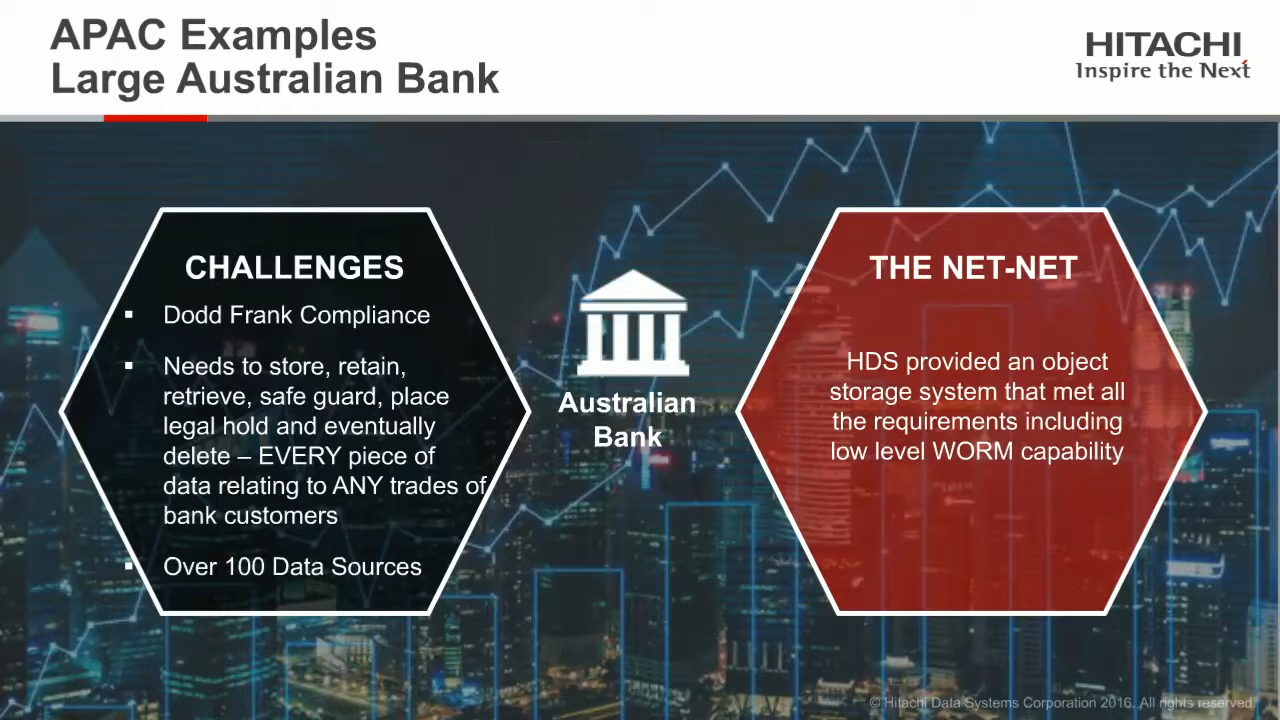 APAC Examples
Large Australian Bank
HITACHI
Inspire the Next
CHALLENGES
▪ Dodd Frank Compliance
▪ Needs to store, retain,
retrieve, safe guard, place
legal hold and eventually
delete – EVERY piece of
data relating to ANY trades of
bank customers
▪ Over 100 Data Sources
Australian
Bank
THE NET-NET
HDS provided an object
storage system that met all
the requirements including
low level WORM capability
© Hitachi Data Systems Corporation 2016. All rights reserved.